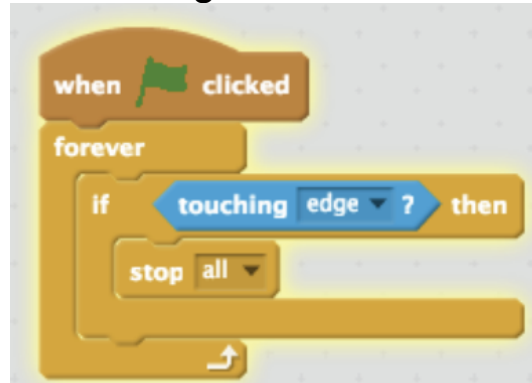 when clicked
forever
if touching edge ? then
stop all